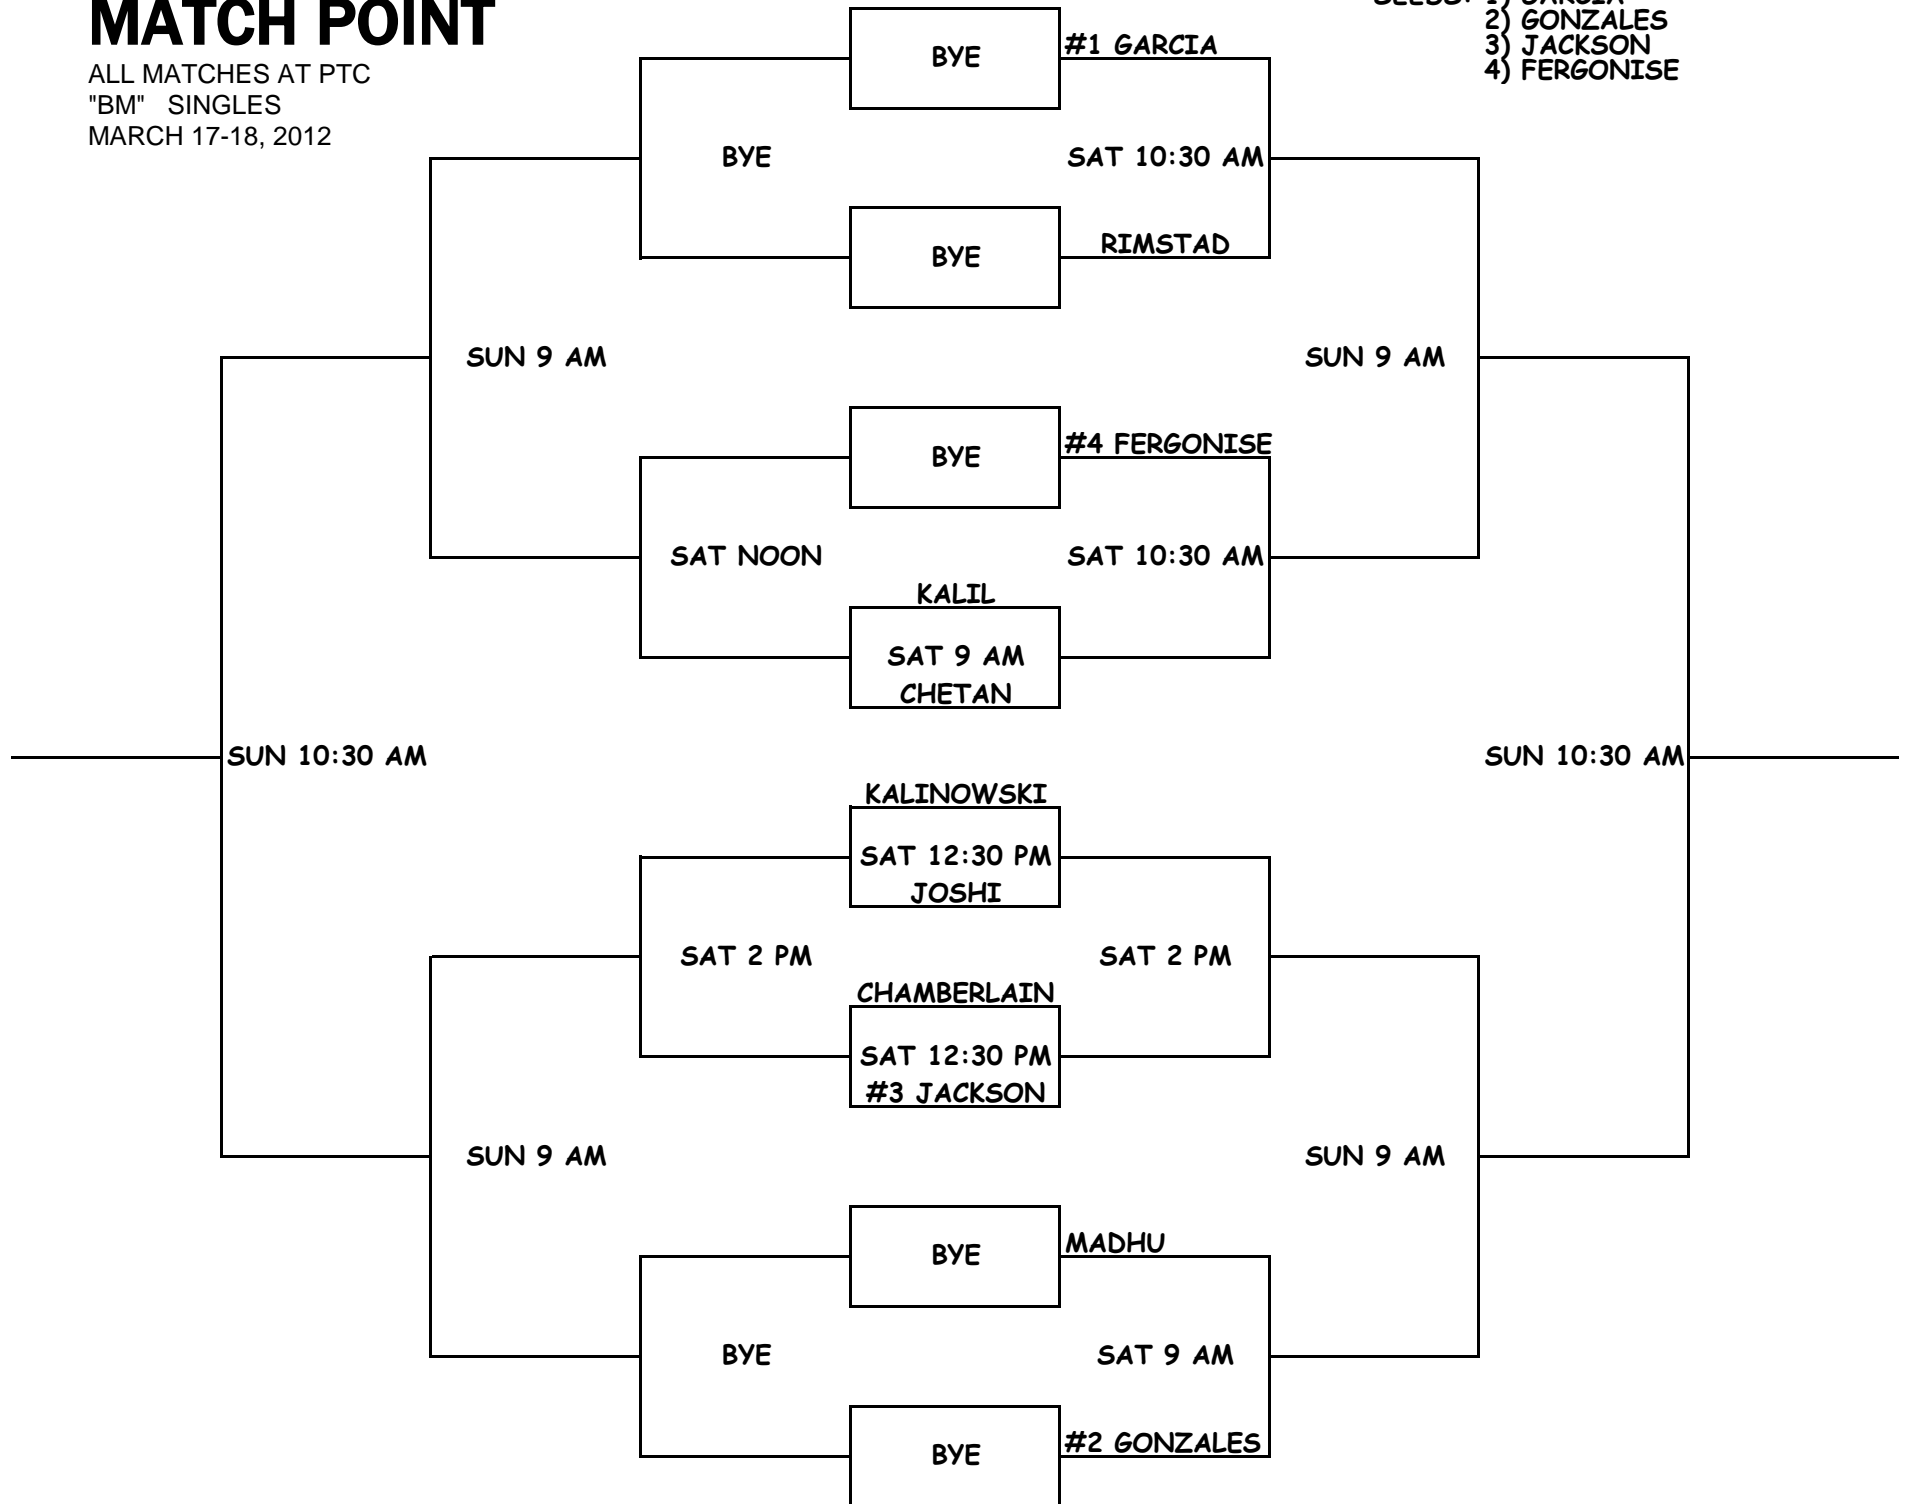 MATCH POINT
ALL MATCHES AT PTC
"BM" SINGLES
MARCH 17-18, 2012
SEEDS: 1) GARCIA
2) GONZALES
3) JACKSON
4) FERGONISE
BYE
#1 GARCIA
BYE
SAT 10:30 AM
BYE
RIMSTAD
SUN 9 AM
SUN 9 AM
BYE
#4 FERGONISE
SAT NOON
SAT 10:30 AM
KALIL
SAT 9 AM
CHETAN
SUN 10:30 AM
SUN 10:30 AM
KALINOWSKI
SAT 12:30 PM
JOSHI
SAT 2 PM
SAT 2 PM
CHAMBERLAIN
SAT 12:30 PM
#3 JACKSON
SUN 9 AM
SUN 9 AM
BYE
MADHU
BYE
SAT 9 AM
BYE
#2 GONZALES